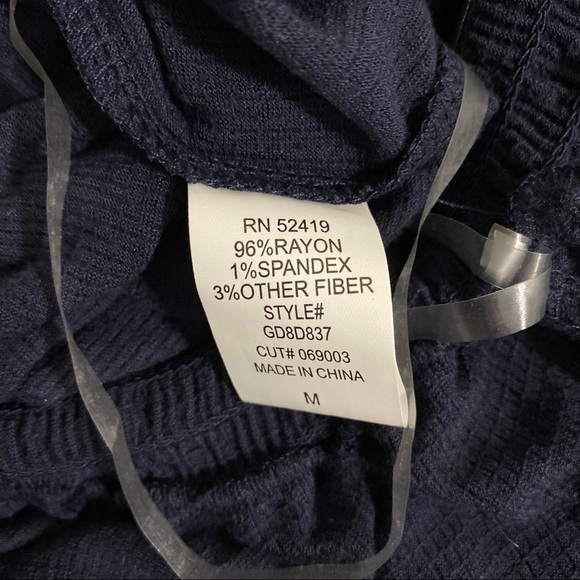 RN 52419
96%RAYON
1%SPANDEX
3%OTHER FIBER
STYLE#
GD8D837
CUT# 069003
MADE IN CHINA
M